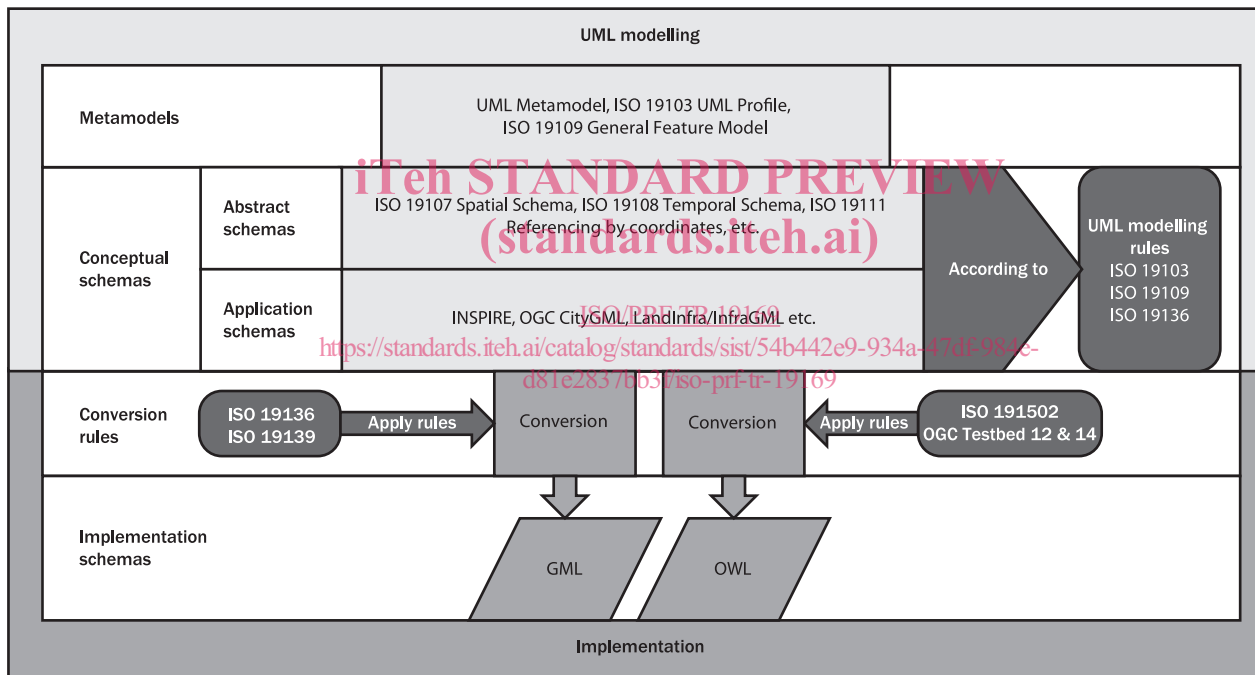 UML modelling
Metamodels
UML Metamodel, ISO 19103 UML Profile,
ISO 19109 General Feature Model
iTeh STANDARD PREVIEW
(standards.iteh.ai)
Conceptual
schemas
Abstract
schemas
ISO 19107 Spatial Schema, ISO 19108 Temporal Schema, ISO 19111
Referencing by coordinates, etc.
Application
schemas
INSPIRE, OGC CityGML, LandInfra/InfraGML etc.
ISO/PRF TR 19169
https://standards.iteh.ai/catalog/standards/sist/54b442e9-934a-47df-984e-
d81e2837bb3f/iso-prf-tr-19169
According to
UML modelling
rules
ISO 19103
ISO 19109
ISO 19136
Conversion
rules
ISO 19136
ISO 19139
Apply rules
Conversion
Conversion
Apply rules
ISO 191502
OGC Testbed 12 & 14
Implementation
schemas
GML
OWL
Implementation